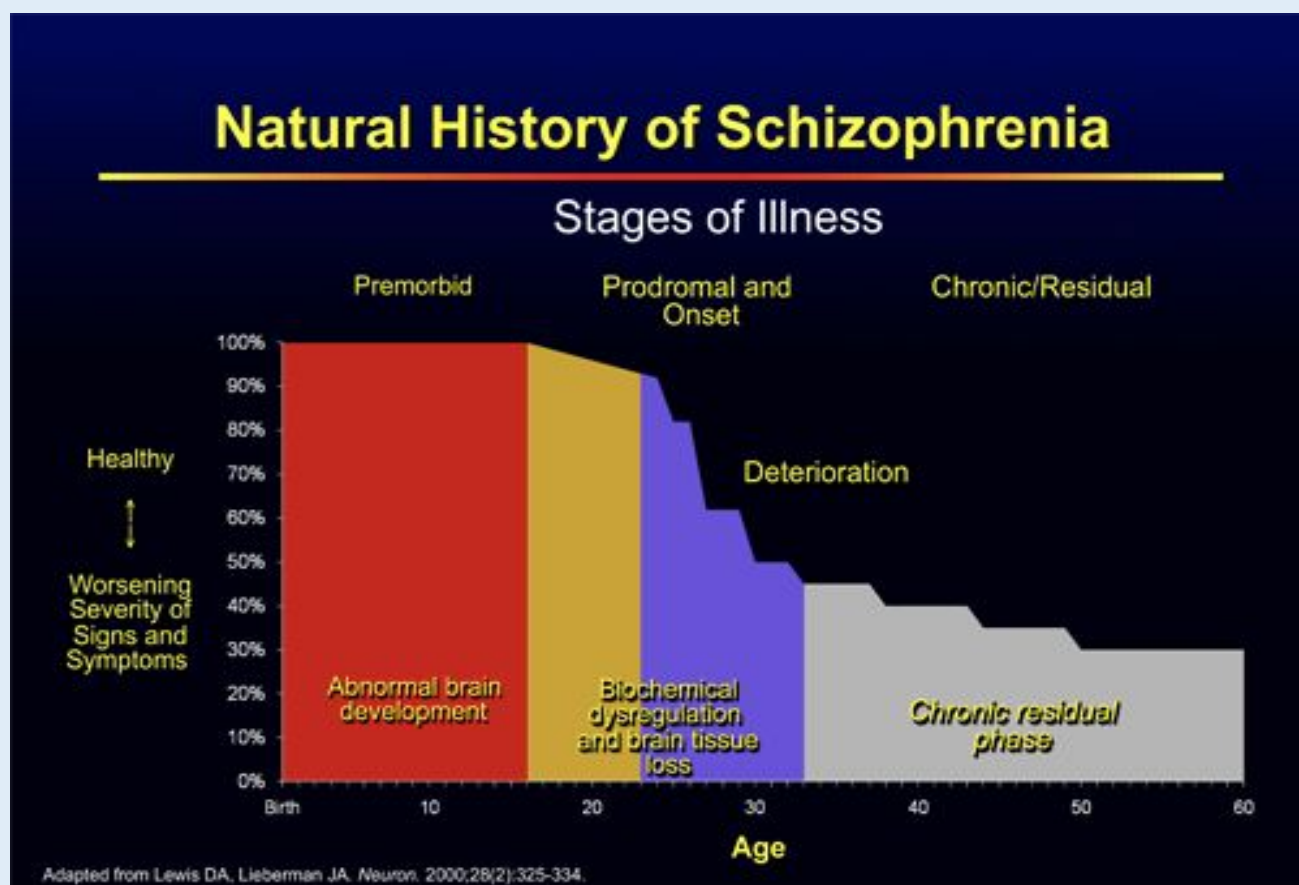 Natural History of Schizophrenia
Stages of Illness
Premorbid
Prodromal and
Onset
Chronic/Residual
100%
90%
80%
70%
60%
50%
40%
30%
20%
10%
0%
Healthy
Worsening
Severity of
Signs and
Symptoms
Deterioration
Abnormal brain
development
Biochemical
dysregulation
and brain tissue
loss
Chronic residual
phase
Birth 10 20 30 40 50 60
Age
Adapted from Lewis DA, Lieberman JA. Neuron. 2000;28(2):325-334.